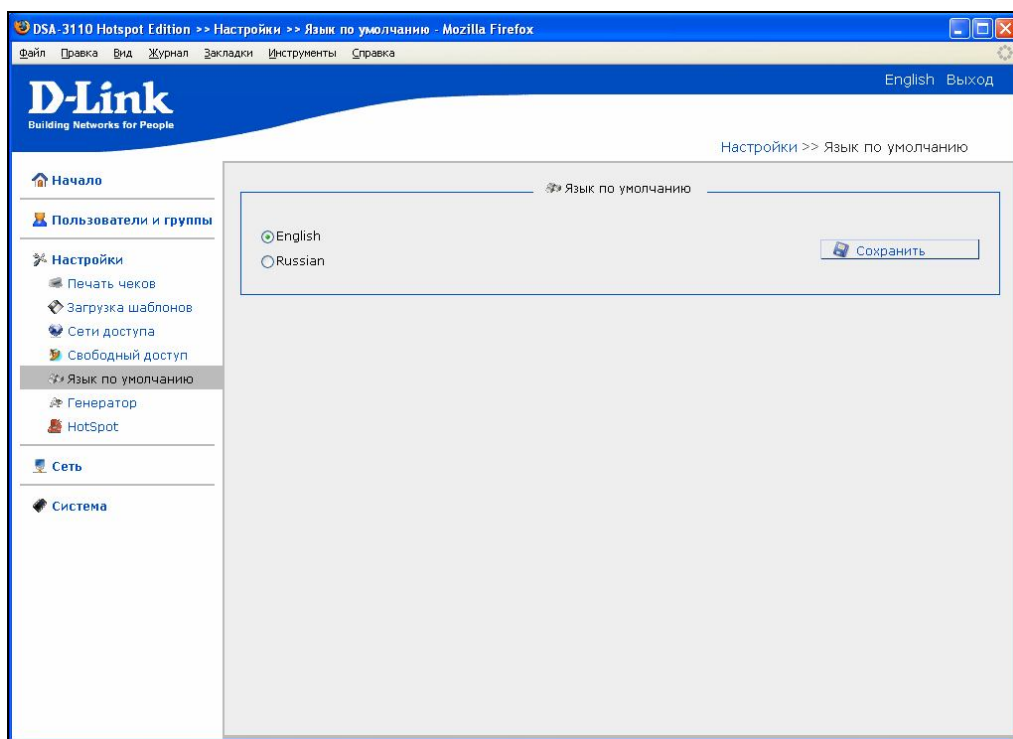 DSA-3110 Hotspot Edition >> Настройки >> Язык по умолчанию - Mozilla Firefox
Файл Правка Вид Журнал Закладки Инструменты Справка
English Выход
D-Link
Building Networks for People
Настройки >> Язык по умолчанию
Начало
Пользователи и группы
Настройки
Печать чеков
Загрузка шаблонов
Сети доступа
Свободный доступ
Язык по умолчанию
Генератор
HotSpot
Сеть
Система
Язык по умолчанию
English
Russian
Сохранить